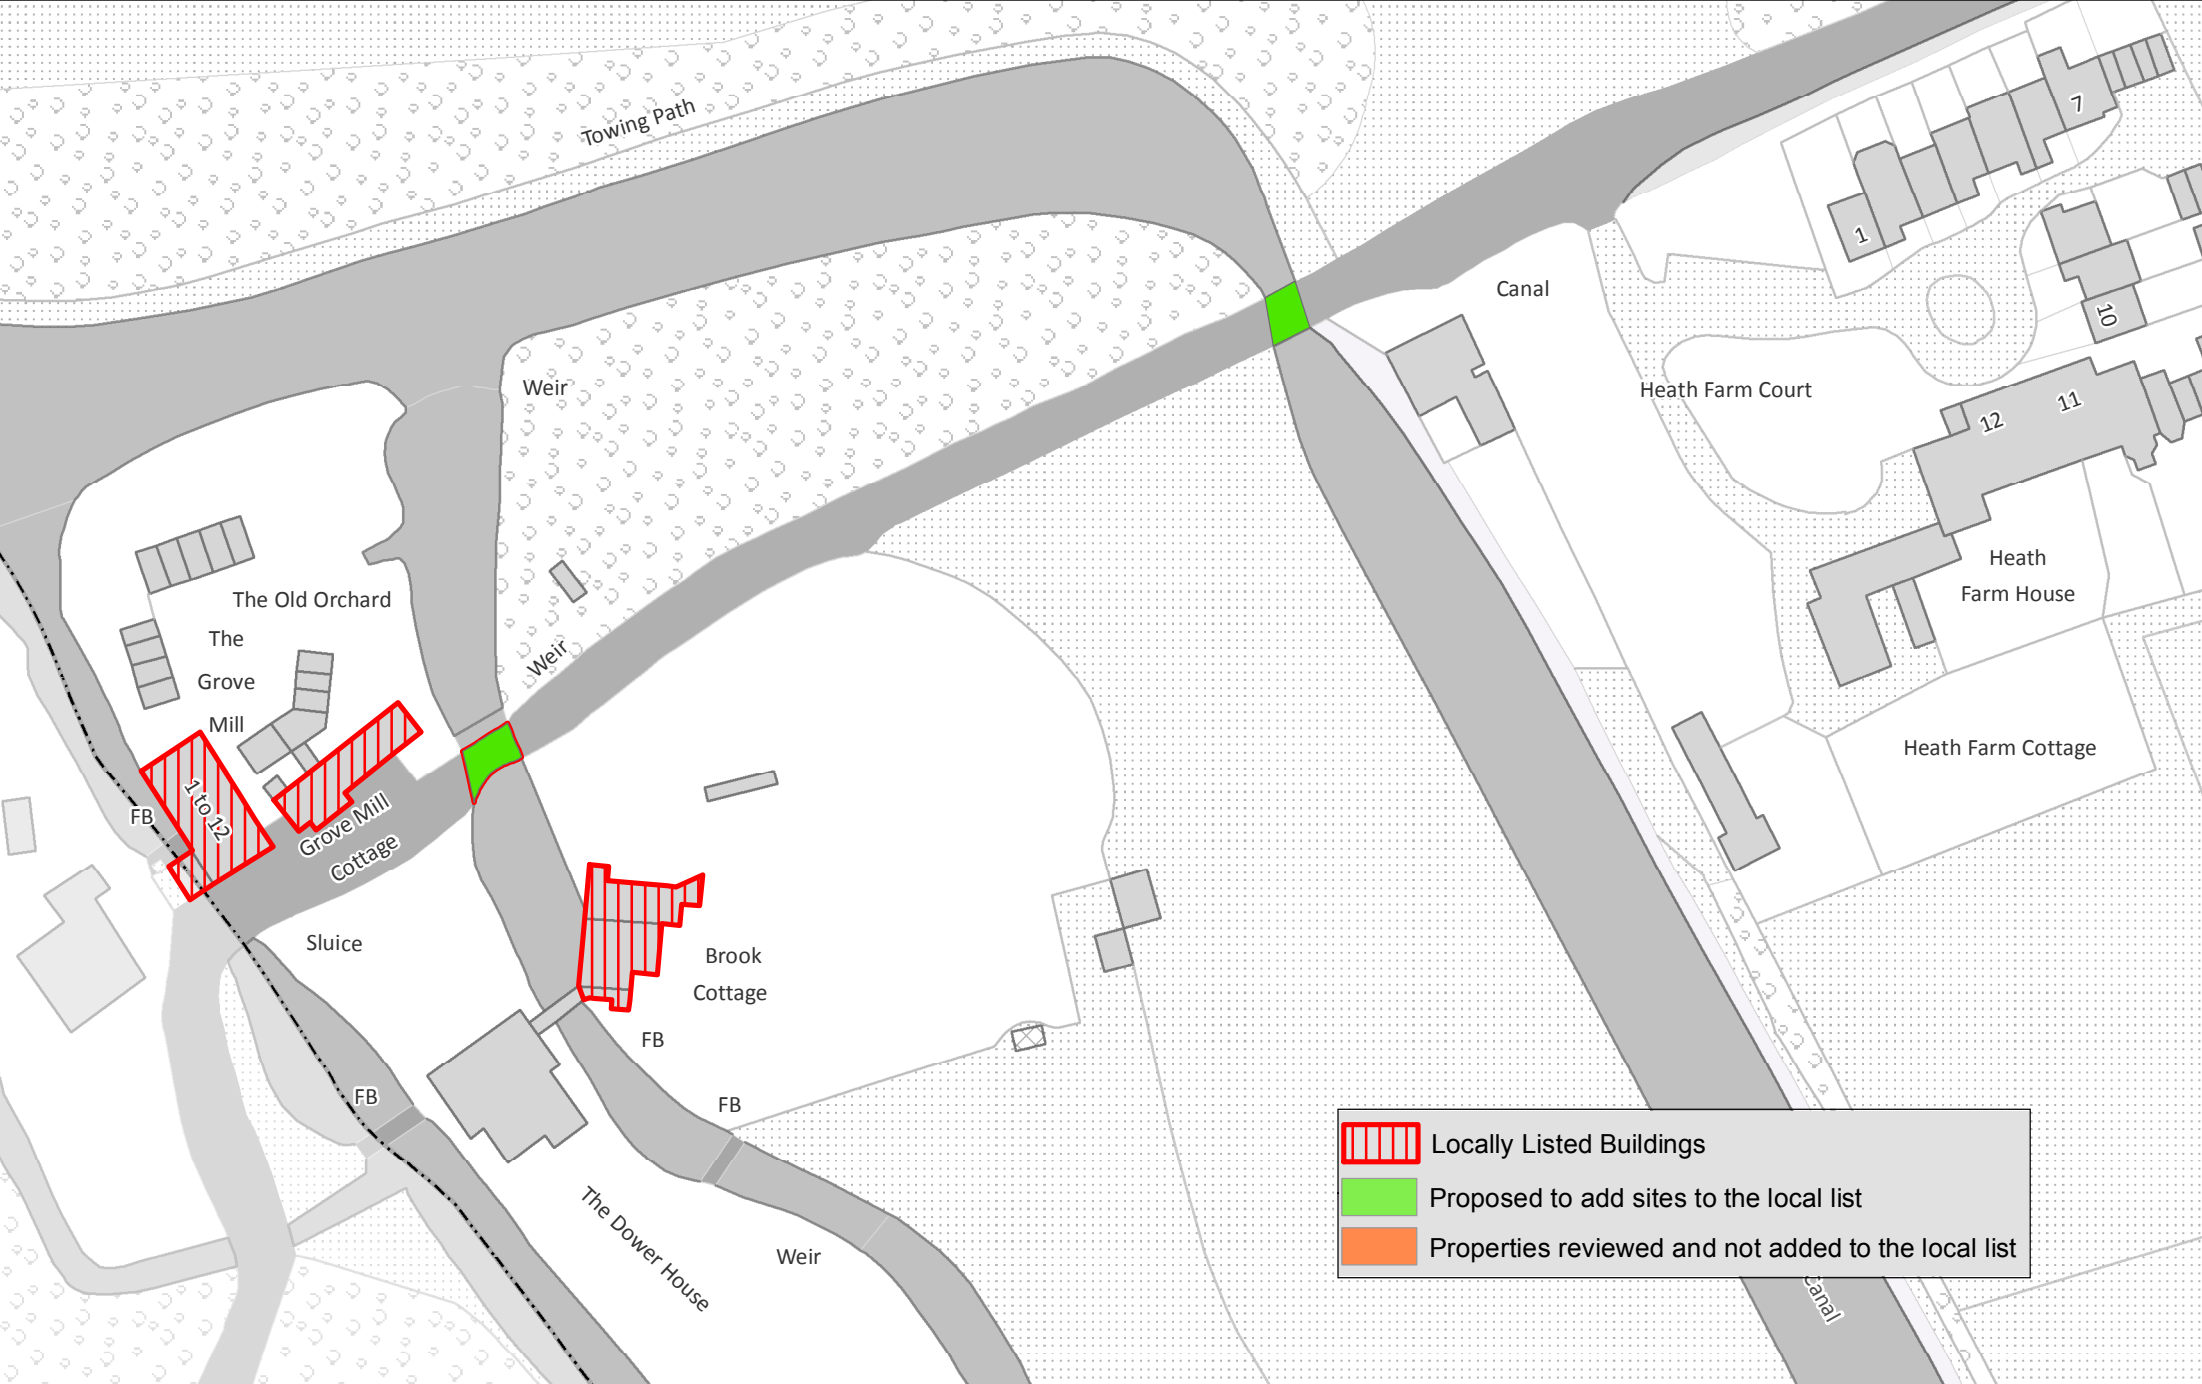 Towing Path
7
1
Canal
10
Weir
Heath Farm Court
12
11
Heath
Farm House
The Old Orchard
The
Grove
Mill
Weir
Heath Farm Cottage
FB
1 to 12
Grove Mill
Cottage
Sluice
Brook
Cottage
FB
FB
FB
The Dower House
Weir
Locally Listed Buildings
Proposed to add sites to the local list
Properties reviewed and not added to the local list
Canal